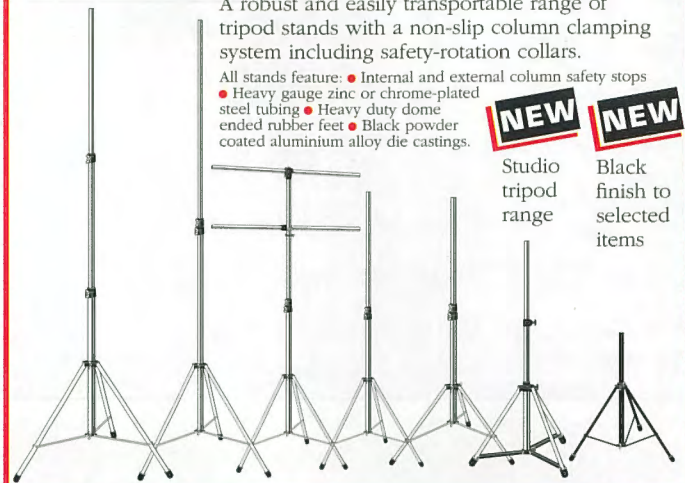 A robust and easily transportable range of
tripod stands with a non-slip column clamping
system including safety-rotation collars.
All stands feature: ● Internal and external column safety stops
● Heavy gauge zinc or chrome-plated
steel tubing ● Heavy duty dome
ended rubber feet ● Black powder
coated aluminium alloy die castings.
NEW
Studio
tripod
range
NEW
Black
finish to
selected
items